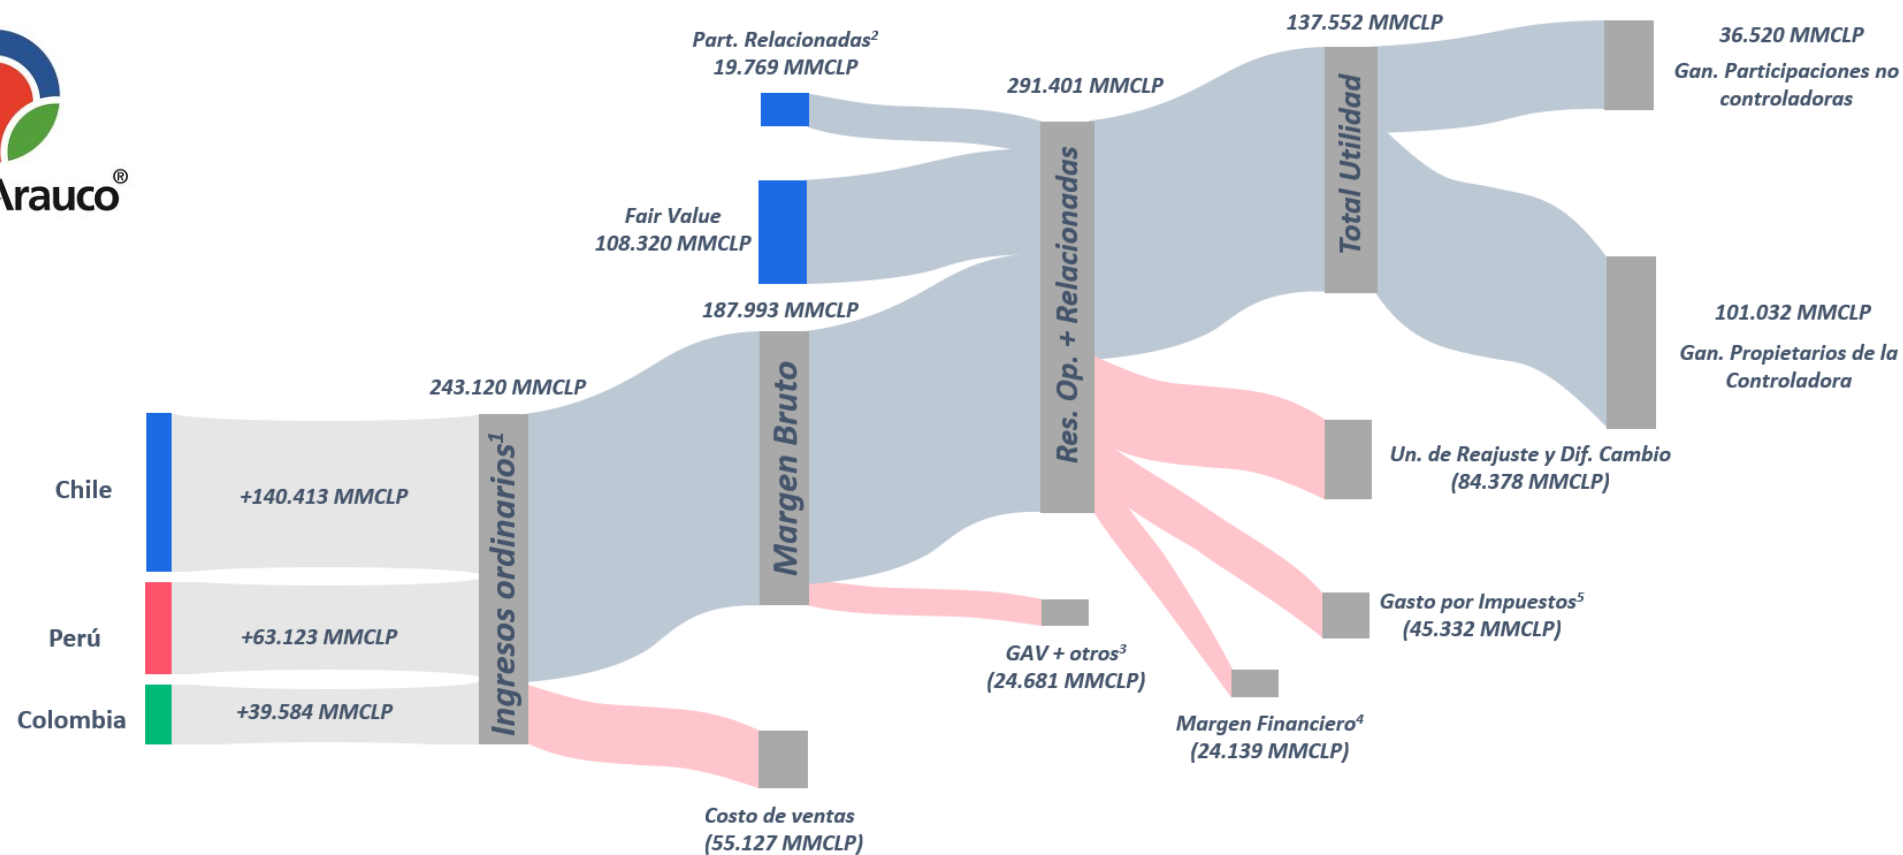 Arauco®
Chile
+140.413 MMCLP
Perú
+63.123 MMCLP
Colombia
+39.584 MMCLP
243.120 MMCLP
Ingresos ordinarios¹
Costo de ventas
(55.127 MMCLP)
187.993 MMCLP
Margen Bruto
Part. Relacionadas²
19.769 MMCLP
Fair Value
108.320 MMCLP
GAV + otros³
(24.681 MMCLP)
291.401 MMCLP
Res. Op. + Relacionadas
Margen Financiero⁴
(24.139 MMCLP)
Gasto por Impuestos⁵
(45.332 MMCLP)
Un. de Reajuste y Dif. Cambio
(84.378 MMCLP)
137.552 MMCLP
Total Utilidad
36.520 MMCLP
Gan. Participaciones no
controladoras
101.032 MMCLP
Gan. Propietarios de la
Controladora